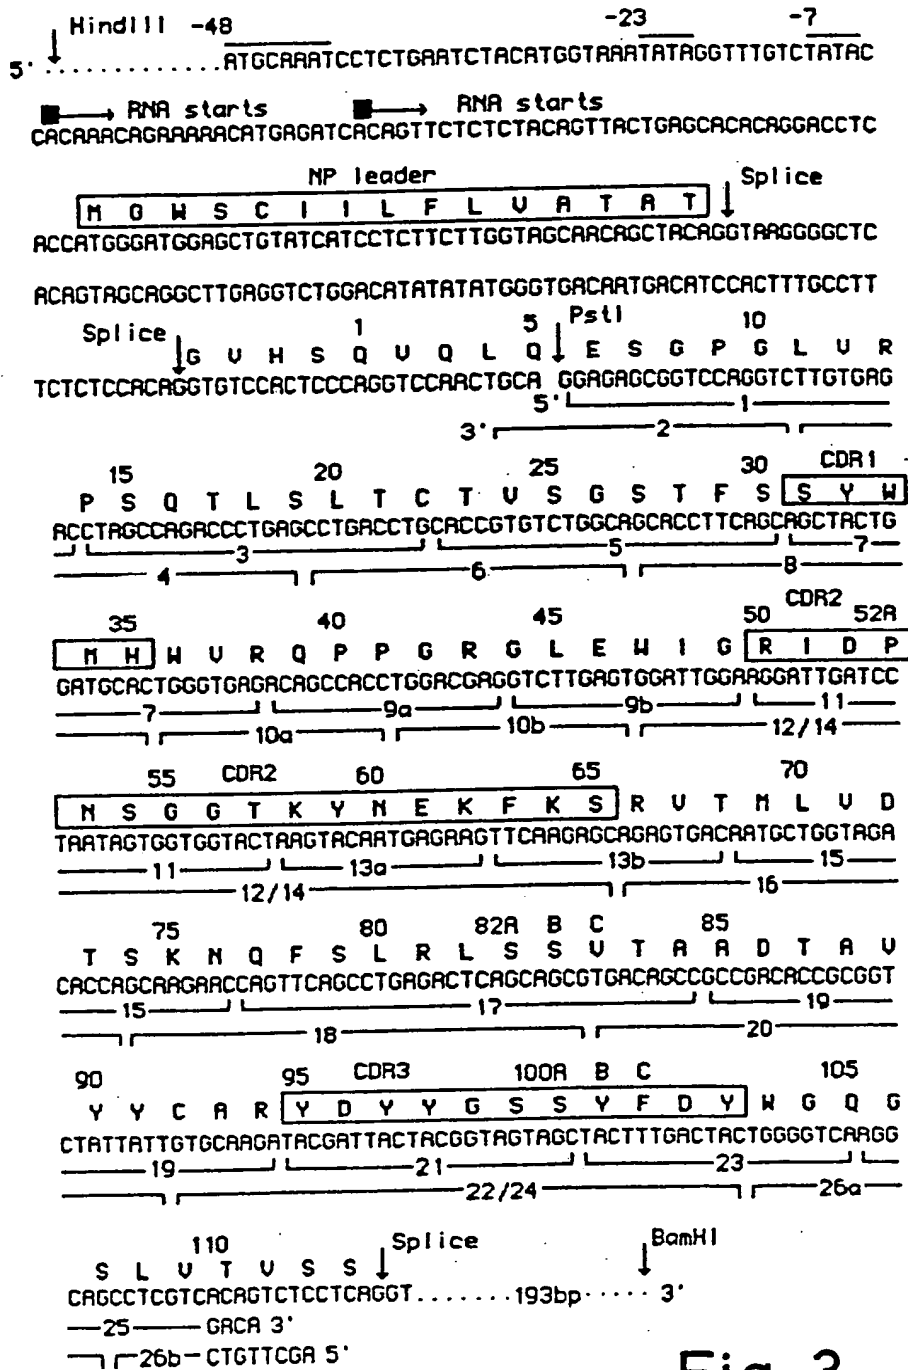 HindIII -48 -23 -7
5' ............ATGCAAATCCTCTGAATCTACATGGTAAATATAGGTTTGTCTATAC
RNA starts RNA starts
CACAAACAGAAAAACATGAGATCACAGTTCTCTCTACAGTTACTGAGCACACAGGACCTC
NP leader Splice
M G W S C I I L F L V A T A T
ACCATGGGATGGAGCTGTATCATCCTCTTCTTGGTAGCAACAGCTACAGGTAAGGGGCTC
ACAGTAGCAGGCTTGAGGTCTGGACATATATATGGGTGACAATGACATCCACTTTGCCTT
Splice 1 5 PstI 10
G V H S Q V Q L Q E S G P G L V R
TCTCTCCACAGGTGTCCACTCCCAGGTCCAACTGCA GGAGAGCGGTCCAGGTCTTGTGAG
5' 1
3' 2
15 20 25 30 CDR1
P S Q T L S L T C T V S G S T F S S Y W
ACCTAGCCAGACCCTGAGCCTGACCTGCACCGTGTCTGGCAGCACCTTCAGCAGCTACTG
3 5 7
4 6 8
35 40 45 50 CDR2 52A
M H W V R Q P P G R G L E W I G R I D P
GATGCACTGGGTGAGACAGCCACCTGGACGAGGTCTTGAGTGGATTGGAAGGATTGATCC
7 9a 9b 11
10a 10b 12/14
55 CDR2 60 65 70
N S G G T K Y N E K F K S R V T M L V D
TAATAGTGGTGGTACTAAGTACAATGAGAAGTTCAAGAGCAGAGTGACAATGCTGGTAGA
11 13a 13b 15
12/14 16
75 80 82A B C 85
T S K N Q F S L R L S S V T A A D T A V
CACCAGCAAGAACCAGTTCAGCCTGAGACTCAGCAGCGTGACAGCCGCCGACACCGCGGT
15 17 19
18 20
90 95 CDR3 100A B C 105
Y Y C A R Y D Y Y G S S Y F D Y W G Q G
CTATTATTGTGCAAGATACGATTACTACGGTAGTAGCTACTTTGACTACTGGGGTCAAGG
19 21 23
22/24 26a
110 Splice BamHI
S L V T V S S
CAGCCTCGTCACAGTCTCCTCAGGT.......193bp..... 3'
25 GACA 3'
26b CTGTTCGA 5'
Fig 3